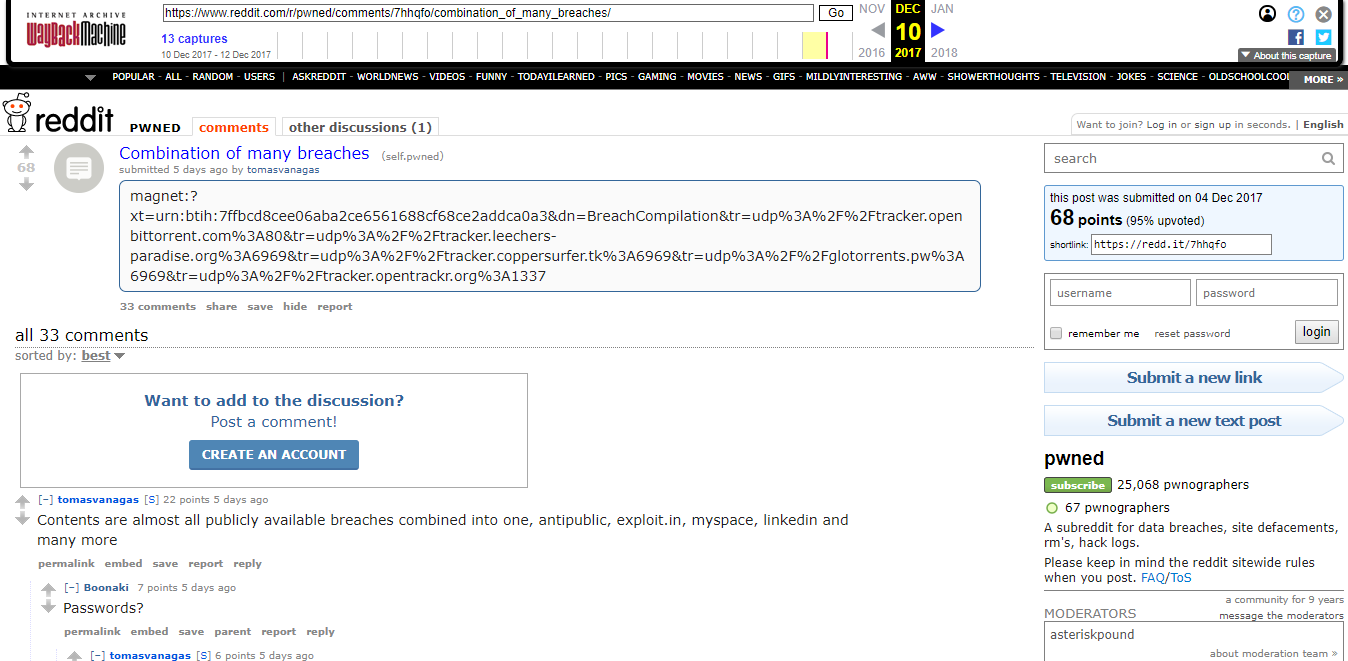 INTERNET ARCHIVE
WayBackMachine
https://www.reddit.com/r/pwned/comments/7hhqfo/combination_of_many_breaches/
Go
NOV DEC JAN
13 captures
10
10 Dec 2017 - 12 Dec 2017
2016 2017 2018
About this capture
POPULAR - ALL - RANDOM - USERS | ASKREDDIT - WORLDNEWS - VIDEOS - FUNNY - TODAYILEARNED - PICS - GAMING - MOVIES - NEWS - GIFS - MILDLYINTERESTING - AWW - SHOWERTHOUGHTS - TELEVISION - JOKES - SCIENCE - OLDSCHOOLCOOL
MORE »
reddit PWNED comments other discussions (1)
Want to join? Log in or sign up in seconds. | English
68
Combination of many breaches (self.pwned)
submitted 5 days ago by tomasvanagas
magnet:?
xt=urn:btih:7ffbcd8cee06aba2ce6561688cf68ce2addca0a3&dn=BreachCompilation&tr=udp%3A%2F%2Ftracker.open
bittorrent.com%3A80&tr=udp%3A%2F%2Ftracker.leechers-
paradise.org%3A6969&tr=udp%3A%2F%2Ftracker.coppersurfer.tk%3A6969&tr=udp%3A%2F%2Fglotorrents.pw%3A
6969&tr=udp%3A%2F%2Ftracker.opentrackr.org%3A1337
33 comments share save hide report
all 33 comments
sorted by: best
Want to add to the discussion?
Post a comment!
CREATE AN ACCOUNT
[–] tomasvanagas [S] 22 points 5 days ago
Contents are almost all publicly available breaches combined into one, antipublic, exploit.in, myspace, linkedin and
many more
permalink embed save report reply
[–] Boonaki 7 points 5 days ago
Passwords?
permalink embed save parent report reply
[–] tomasvanagas [S] 6 points 5 days ago
search
this post was submitted on 04 Dec 2017
68 points (95% upvoted)
shortlink: https://redd.it/7hhqfo
username
password
remember me reset password login
Submit a new link
Submit a new text post
pwned
subscribe 25,068 pwnographers
67 pwnographers
A subreddit for data breaches, site defacements,
rm's, hack logs.
Please keep in mind the reddit sitewide rules
when you post. FAQ/ToS
a community for 9 years
MODERATORS message the moderators
asteriskpound
about moderation team »